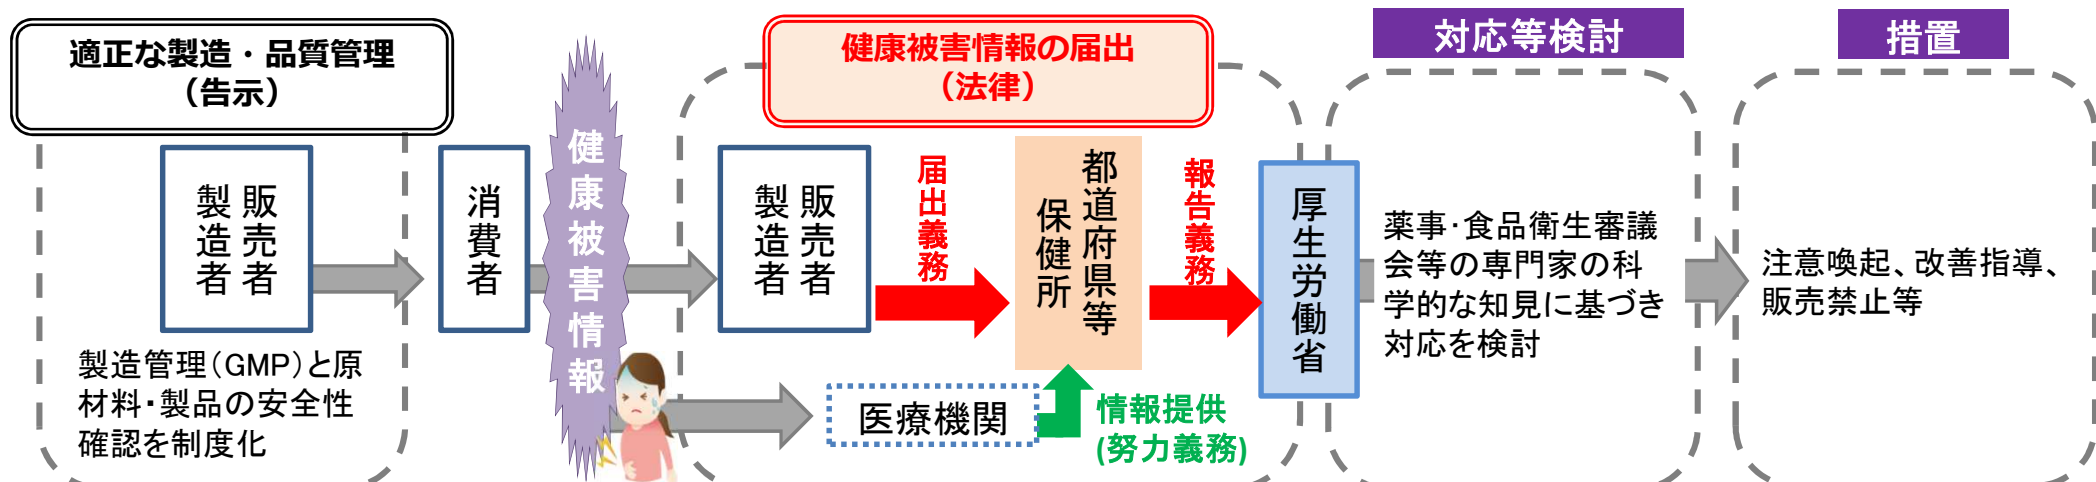 適正な製造・品質管理
（告示）
販売者
製造者
製造管理（GMP）と原
材料・製品の安全性
確認を制度化
消費者
健康被害情報
健康被害情報の届出
（法律）
販売者
製造者
届出義務
都道府県等
保健所
報告義務
医療機関
情報提供
(努力義務)
厚生労働省
対応等検討
薬事・食品衛生審議
会等の専門家の科
学的な知見に基づき
対応を検討
措置
注意喚起、改善指導、
販売禁止等